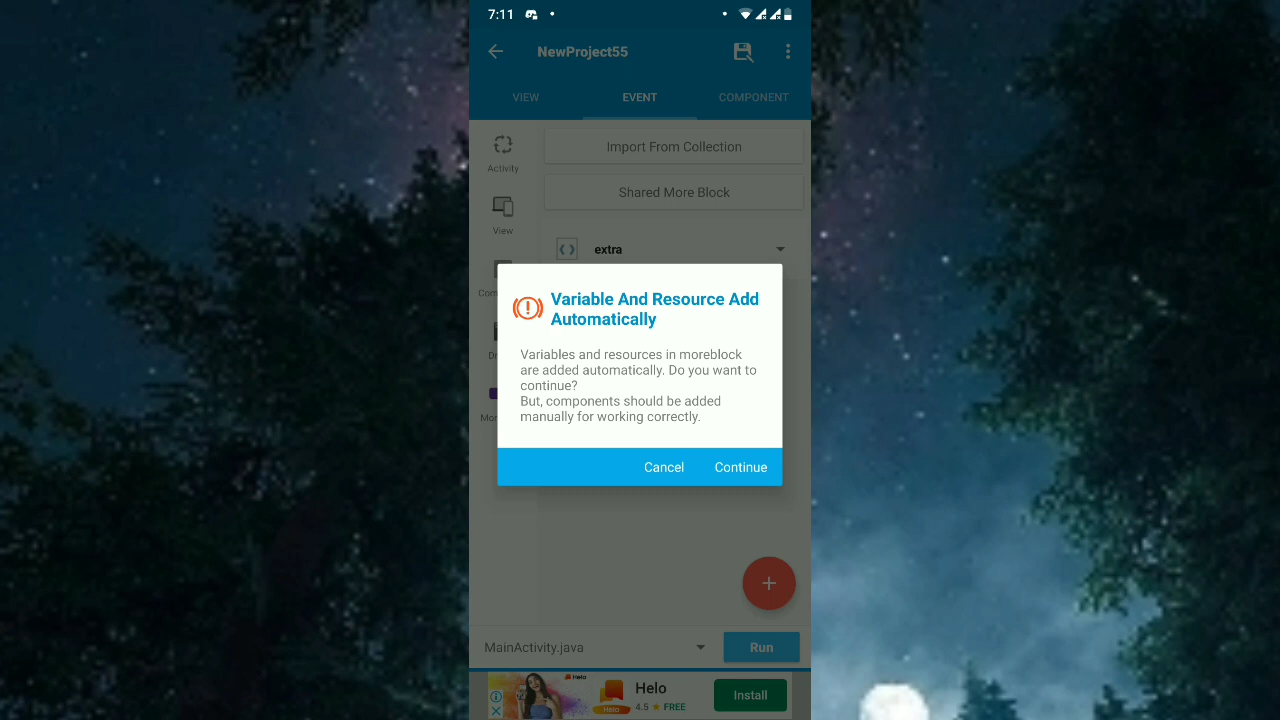 7:11
NewProject55
VIEW
EVENT
COMPONENT
Activity
Import From Collection
Shared More Block
View
extra
Variable And Resource Add
Automatically
Variables and resources in moreblock
are added automatically. Do you want to
continue?
But, components should be added
manually for working correctly.
Cancel
Continue
MainActivity.java
Run
Helo
Helo
Helo
4.5 ★ FREE
Install